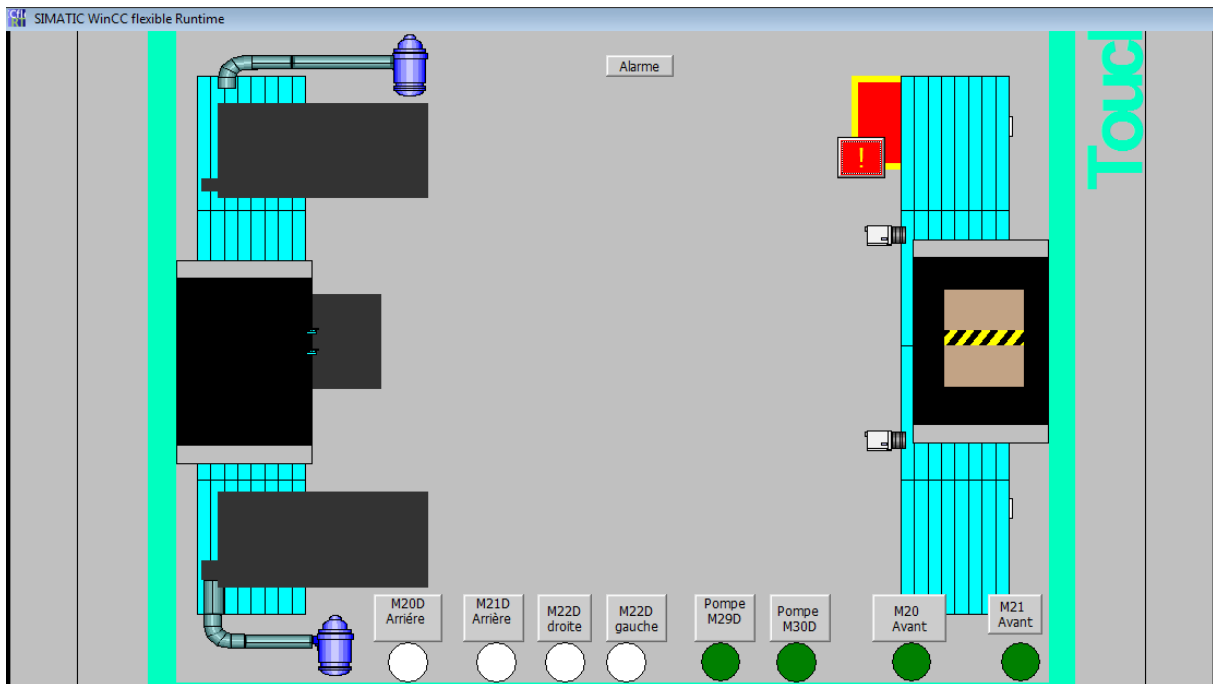 SIMATIC WinCC flexible Runtime
Alarme
!
Touc
M20D
Arriére
M21D
Arrière
M22D
droite
M22D
gauche
Pompe
M29D
Pompe
M30D
M20
Avant
M21
Avant